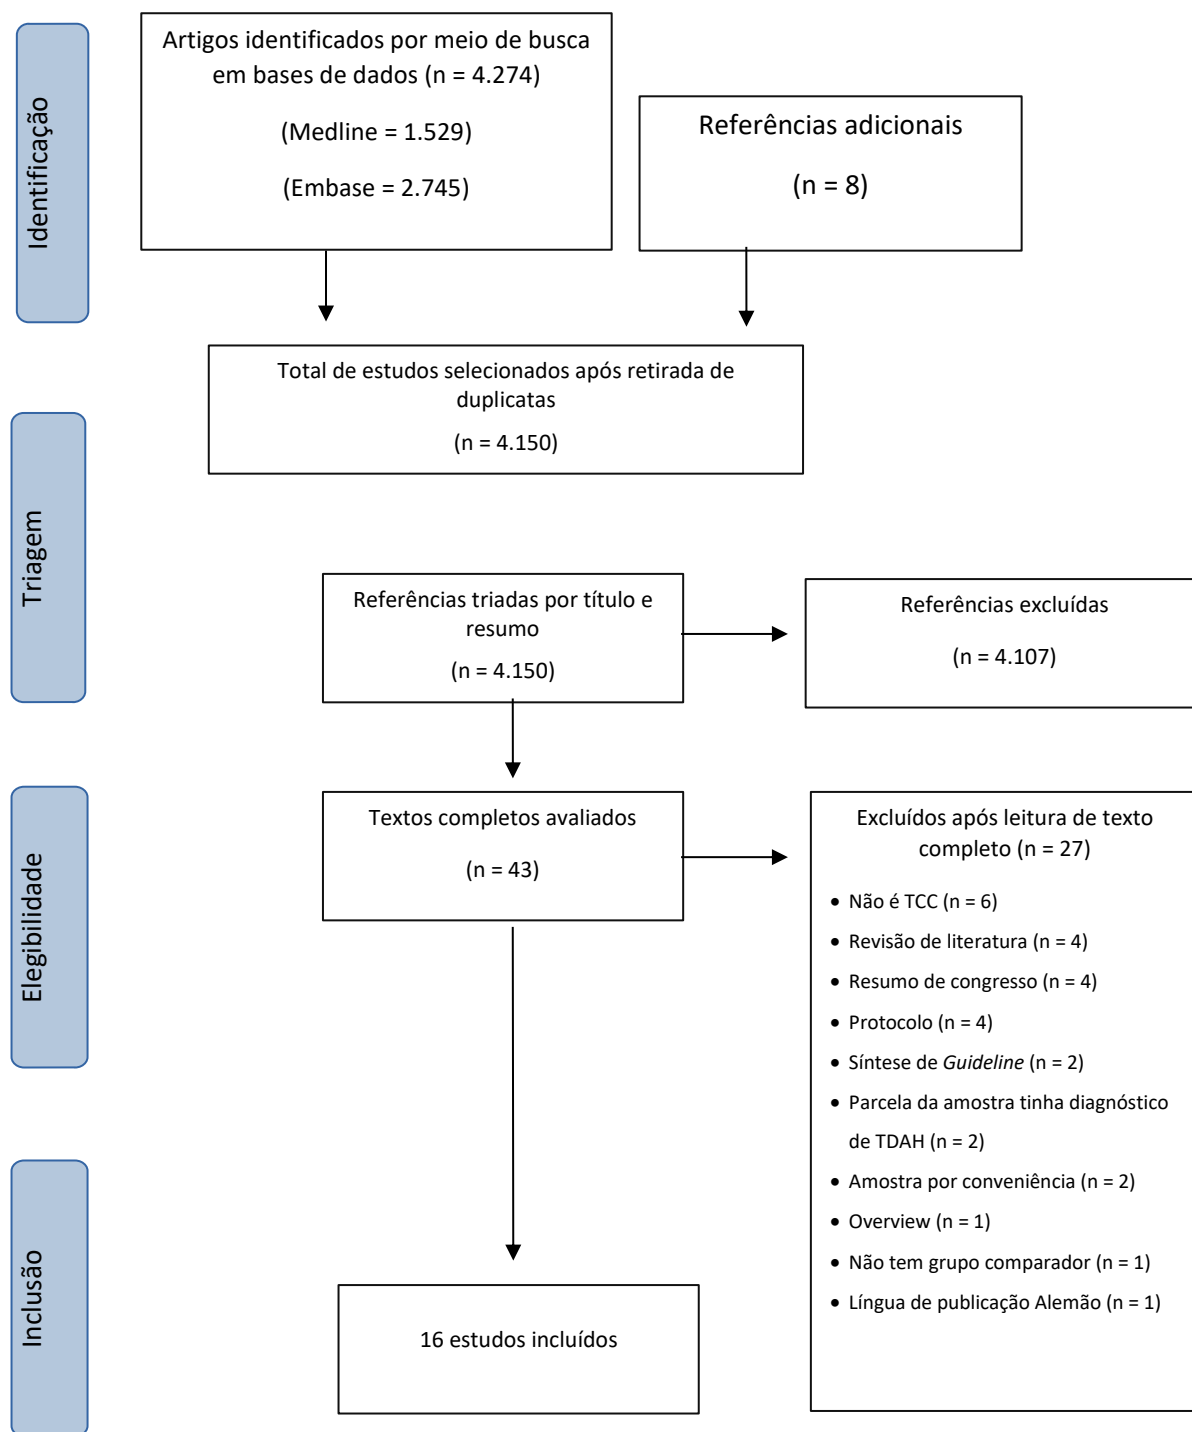 Identificação
Artigos identificados por meio de busca
em bases de dados (n = 4.274)
(Medline = 1.529)
(Embase = 2.745)
Referências adicionais
(n = 8)
Total de estudos selecionados após retirada de
duplicatas
(n = 4.150)
Triagem
Referências triadas por título e
resumo
(n = 4.150)
Referências excluídas
(n = 4.107)
Elegibilidade
Textos completos avaliados
(n = 43)
Excluídos após leitura de texto
completo (n = 27)
• Não é TCC (n = 6)
• Revisão de literatura (n = 4)
• Resumo de congresso (n = 4)
• Protocolo (n = 4)
• Síntese de Guideline (n = 2)
• Parcela da amostra tinha diagnóstico
de TDAH (n = 2)
• Amostra por conveniência (n = 2)
• Overview (n = 1)
• Não tem grupo comparador (n = 1)
• Língua de publicação Alemão (n = 1)
Inclusão
16 estudos incluídos